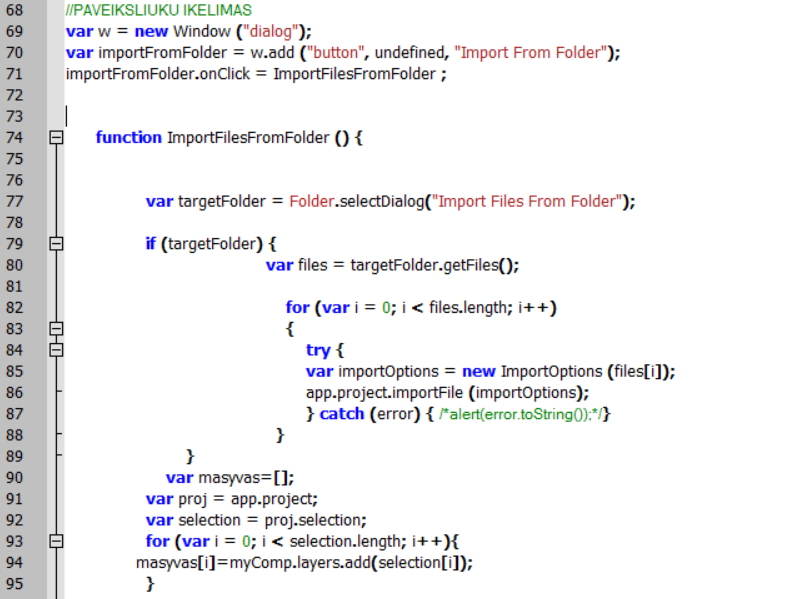 68 //PAVEIKSLIUKU IKELIMAS
69 var w = new Window ("dialog");
70 var importFromFolder = w.add ("button", undefined, "Import From Folder");
71 importFromFolder.onClick = ImportFilesFromFolder ;
72
73
74 function ImportFilesFromFolder () {
75
76
77 var targetFolder = Folder.selectDialog("Import Files From Folder");
78
79 if (targetFolder) {
80 var files = targetFolder.getFiles();
81
82 for (var i = 0; i < files.length; i++)
83 {
84 try {
85 var importOptions = new ImportOptions (files[i]);
86 app.project.importFile (importOptions);
87 } catch (error) { /*alert(error.toString());*/}
88 }
89 }
90 var masyvas=[];
91 var proj = app.project;
92 var selection = proj.selection;
93 for (var i = 0; i < selection.length; i++){
94 masyvas[i]=myComp.layers.add(selection[i]);
95 }